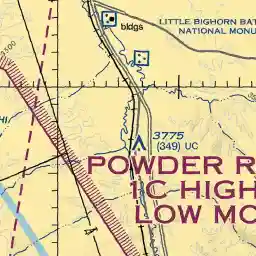 bldgs
LITTLE BIGHORN BAT
NATIONAL MONU
3775
(349) UC
POWDER R
1C HIGH
LOW MO